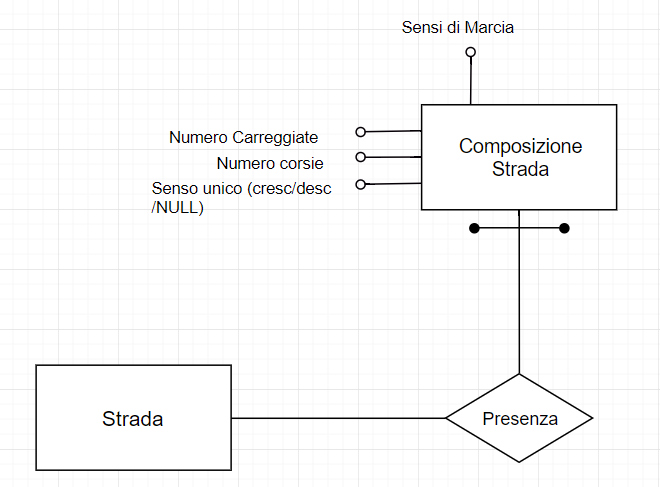 Sensi di Marcia
Numero Carreggiate
Numero corsie
Senso unico (cresc/desc
/NULL)
Composizione
Strada
Strada
Presenza